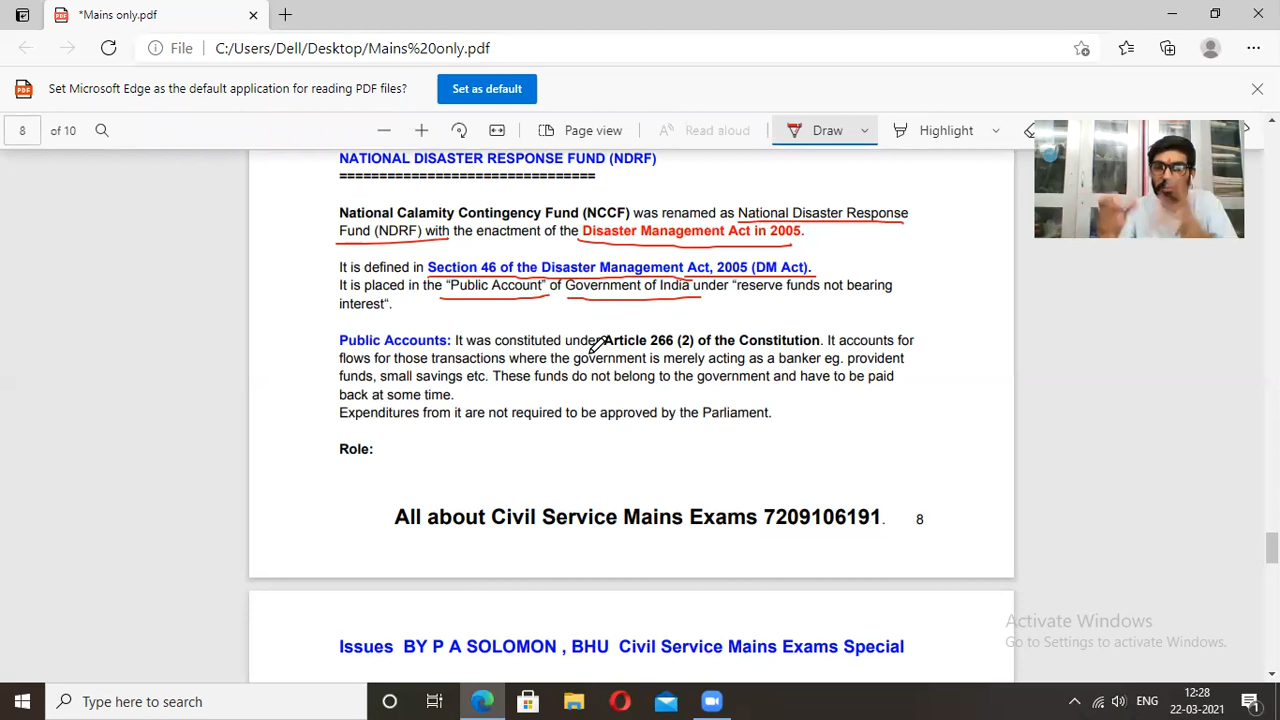 *Mains only.pdf
File C:/Users/Dell/Desktop/Mains%20only.pdf
Set Microsoft Edge as the default application for reading PDF files? Set as default
8 of 10 Page view Read aloud Draw Highlight
NATIONAL DISASTER RESPONSE FUND (NDRF)
================================
National Calamity Contingency Fund (NCCF) was renamed as National Disaster Response
Fund (NDRF) with the enactment of the Disaster Management Act in 2005.
It is defined in Section 46 of the Disaster Management Act, 2005 (DM Act).
It is placed in the “Public Account” of Government of India under “reserve funds not bearing
interest“.
Public Accounts: It was constituted under Article 266 (2) of the Constitution. It accounts for
flows for those transactions where the government is merely acting as a banker eg. provident
funds, small savings etc. These funds do not belong to the government and have to be paid
back at some time.
Expenditures from it are not required to be approved by the Parliament.
Role:
All about Civil Service Mains Exams 7209106191. 8
Issues BY P A SOLOMON , BHU Civil Service Mains Exams Special
Activate Windows
Go to Settings to activate Windows.
Type here to search
ENG
12:28
22-03-2021